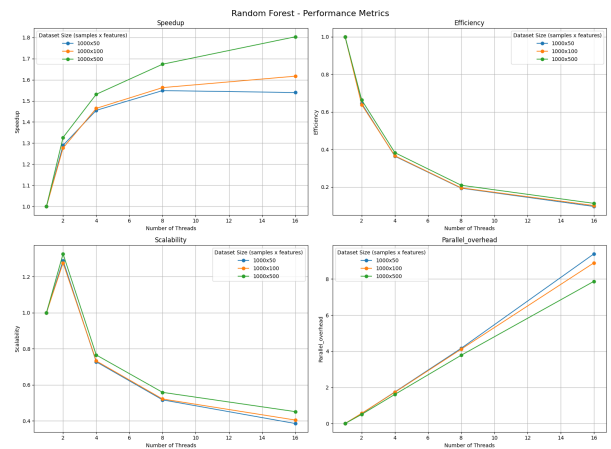 Random Forest - Performance Metrics
Speedup
Dataset Size (samples x features)
1000x50
1000x100
1000x500
1.8
1.7
1.6
1.5
1.4
1.3
1.2
1.1
1.0
Speedup
2 4 6 8 10 12 14 16
Number of Threads
Efficiency
Dataset Size (samples x features)
1000x50
1000x100
1000x500
1.0
0.8
0.6
0.4
0.2
Efficiency
2 4 6 8 10 12 14 16
Number of Threads
Scalability
Dataset Size (samples x features)
1000x50
1000x100
1000x500
1.2
1.0
0.8
0.6
0.4
Scalability
2 4 6 8 10 12 14 16
Number of Threads
Parallel_overhead
Dataset Size (samples x features)
1000x50
1000x100
1000x500
8
6
4
2
0
Parallel_overhead
2 4 6 8 10 12 14 16
Number of Threads